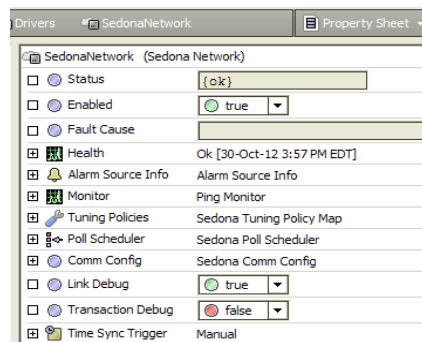 Drivers SedonaNetwork Property Sheet
SedonaNetwork (Sedona Network)
Status {ok}
Enabled true
Fault Cause
Health Ok [30-Oct-12 3:57 PM EDT]
Alarm Source Info Alarm Source Info
Monitor Ping Monitor
Tuning Policies Sedona Tuning Policy Map
Poll Scheduler Sedona Poll Scheduler
Comm Config Sedona Comm Config
Link Debug true
Transaction Debug false
Time Sync Trigger Manual